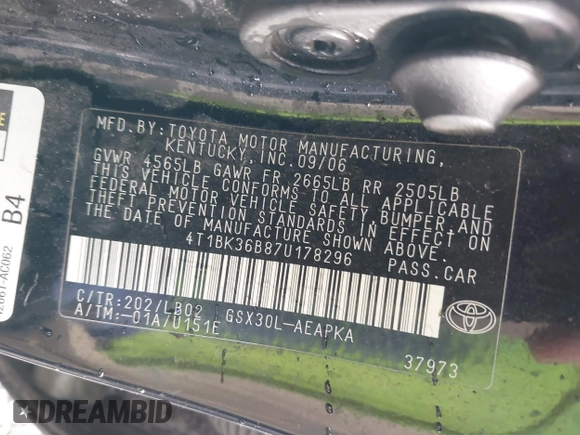 MFD.BY:TOYOTA MOTOR MANUFACTURING,
KENTUCKY,INC.09/06
GVWR 4565LB GAWR FR 2665LB RR 2505LB
THIS VEHICLE CONFORMS TO ALL APPLICABLE
FEDERAL MOTOR VEHICLE SAFETY,BUMPER,AND
THEFT PREVENTION STANDARDS IN EFFECT ON
THE DATE OF MANUFACTURE SHOWN ABOVE.
4T1BK36B87U178296 PASS.CAR
C/TR:202/LB02 GSX30L-AEAPKA
A/TM:-01A/U151E
37973
B4
DREAMBID